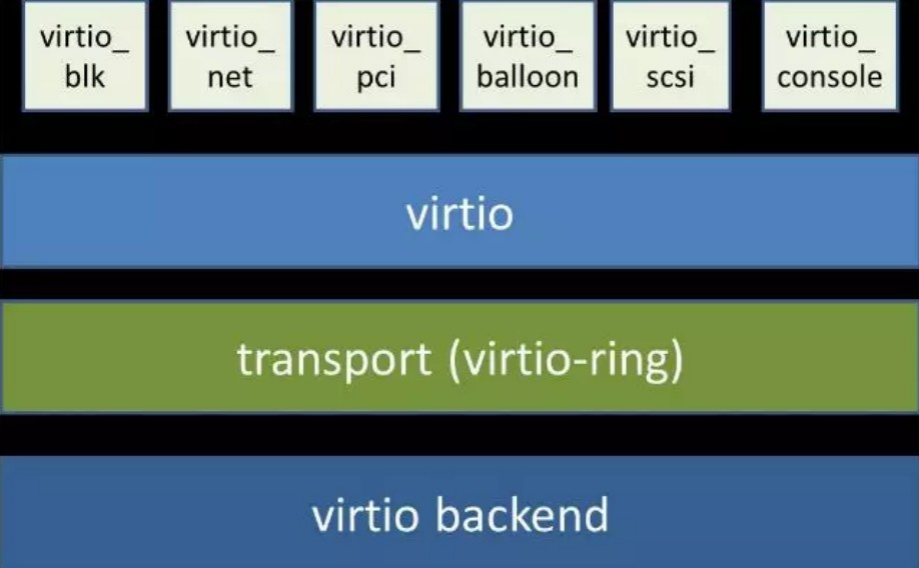 virtio_ virtio_ virtio_ virtio_ virtio_ virtio_
blk net pci balloon scsi console
virtio
transport (virtio-ring)
virtio backend